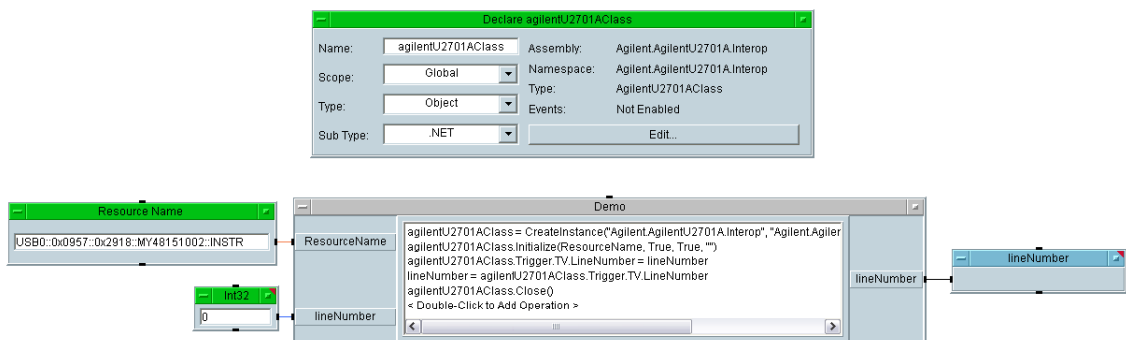 Declare agilentU2701AClass
Name: agilentU2701AClass Assembly: Agilent.AgilentU2701A.Interop
Scope: Global Namespace: Agilent.AgilentU2701A.Interop
Type: AgilentU2701AClass
Type: Object Events: Not Enabled
Sub Type: .NET Edit...
Resource Name
USB0::0x0957::0x2918::MY48151002::INSTR
Int32
0
Demo
ResourceName
lineNumber
agilentU2701AClass = CreateInstance("Agilent.AgilentU2701A.Interop", "Agilent.Agiler
agilentU2701AClass.Initialize(ResourceName, True, True, "")
agilentU2701AClass.Trigger.TV.LineNumber = lineNumber
lineNumber = agilentU2701AClass.Trigger.TV.LineNumber
agilentU2701AClass.Close()
< Double-Click to Add Operation >
lineNumber
lineNumber